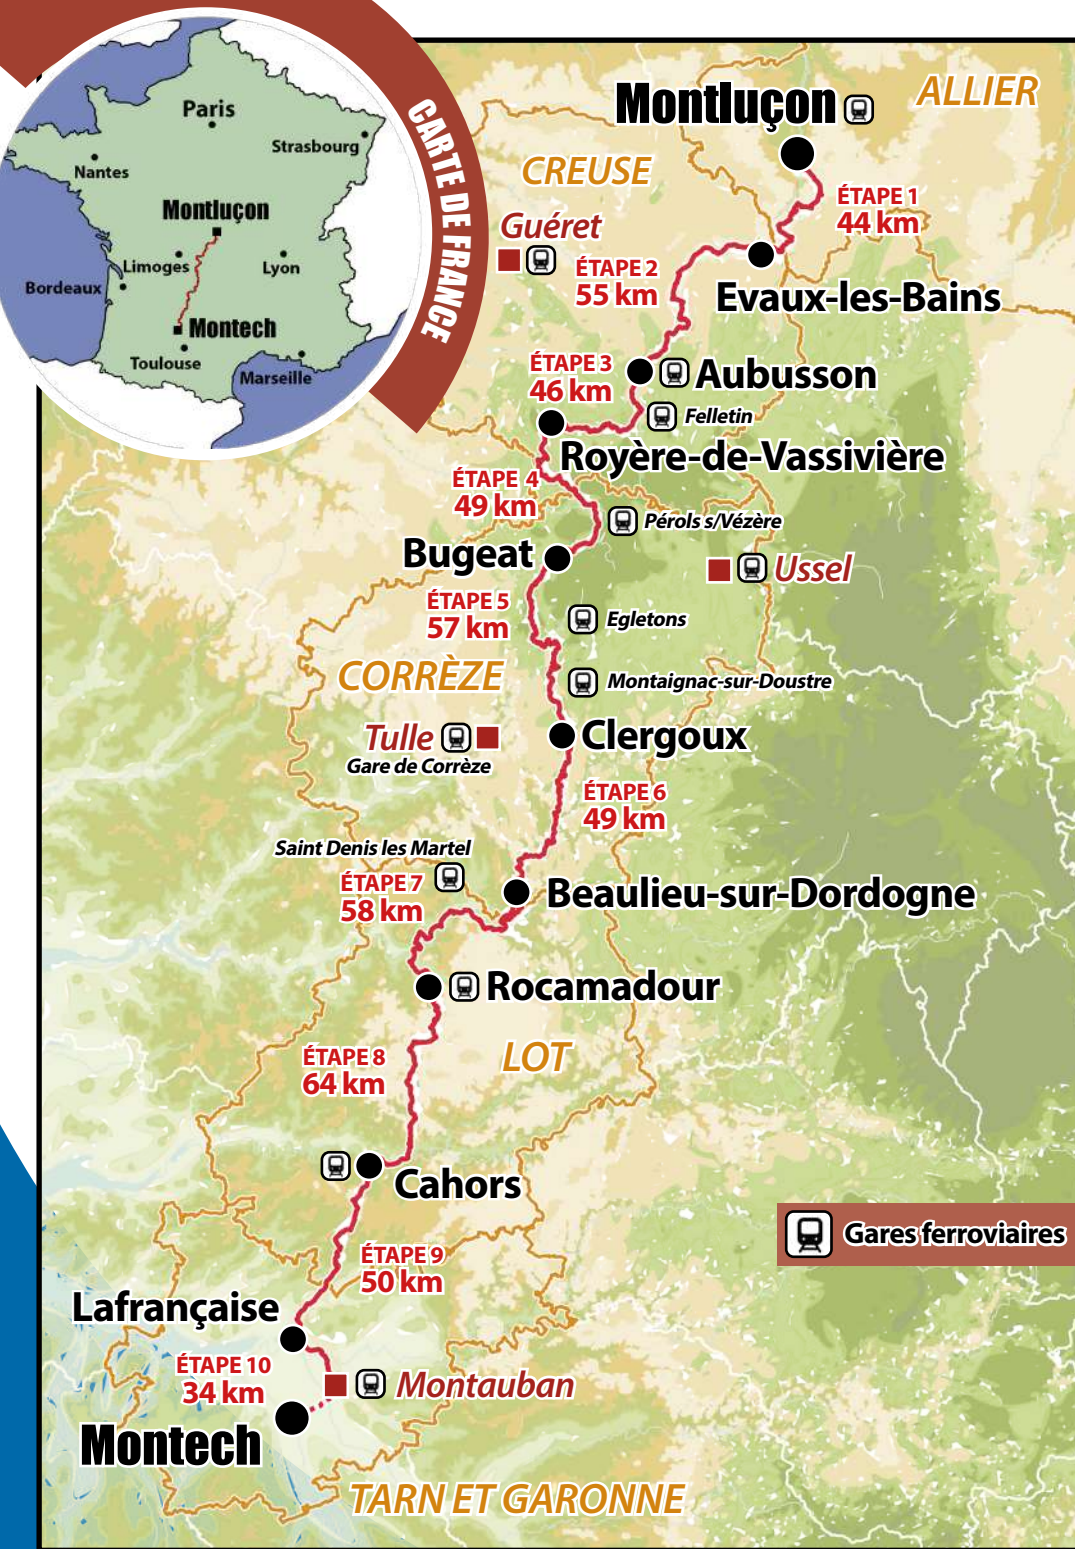 CARTE DE FRANCE
Paris
Strasbourg
Nantes
Montluçon
Limoges
Lyon
Bordeaux
Montech
Toulouse
Marseille
Montluçon
ALLIER
CREUSE
ÉTAPE 1
44 km
Guéret
ÉTAPE 2
55 km
Evaux-les-Bains
ÉTAPE 3
46 km
Aubusson
Felletin
Royère-de-Vassivière
ÉTAPE 4
49 km
Pérols s/Vézère
Bugeat
Ussel
ÉTAPE 5
57 km
Egletons
CORRÈZE
Montaignac-sur-Doustre
Tulle
Gare de Corrèze
Clergoux
ÉTAPE 6
49 km
Saint Denis les Martel
ÉTAPE 7
58 km
Beaulieu-sur-Dordogne
Rocamadour
ÉTAPE 8
64 km
LOT
Cahors
Gares ferroviaires
ÉTAPE 9
50 km
Lafrançaise
ÉTAPE 10
34 km
Montauban
Montech
TARN ET GARONNE